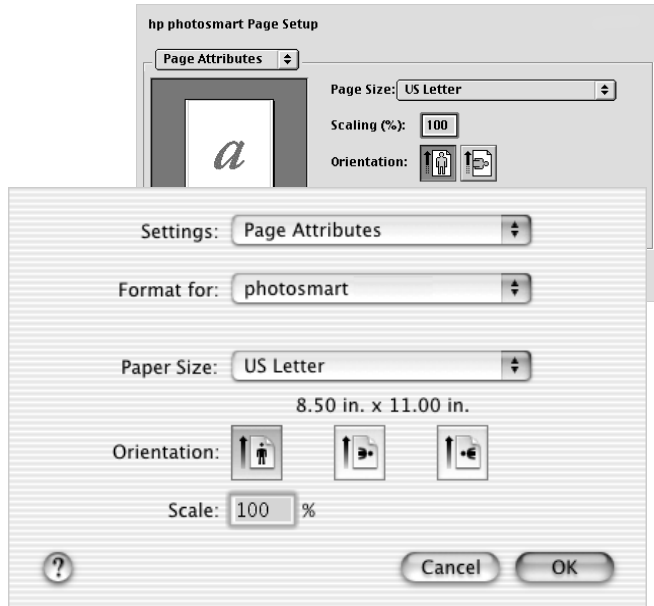 hp photosmart Page Setup
Page Attributes
Page Size: US Letter
Scaling (%): 100
a
Orientation:
Settings: Page Attributes
Format for: photosmart
Paper Size: US Letter
8.50 in. x 11.00 in.
Orientation:
Scale: 100 %
? Cancel OK